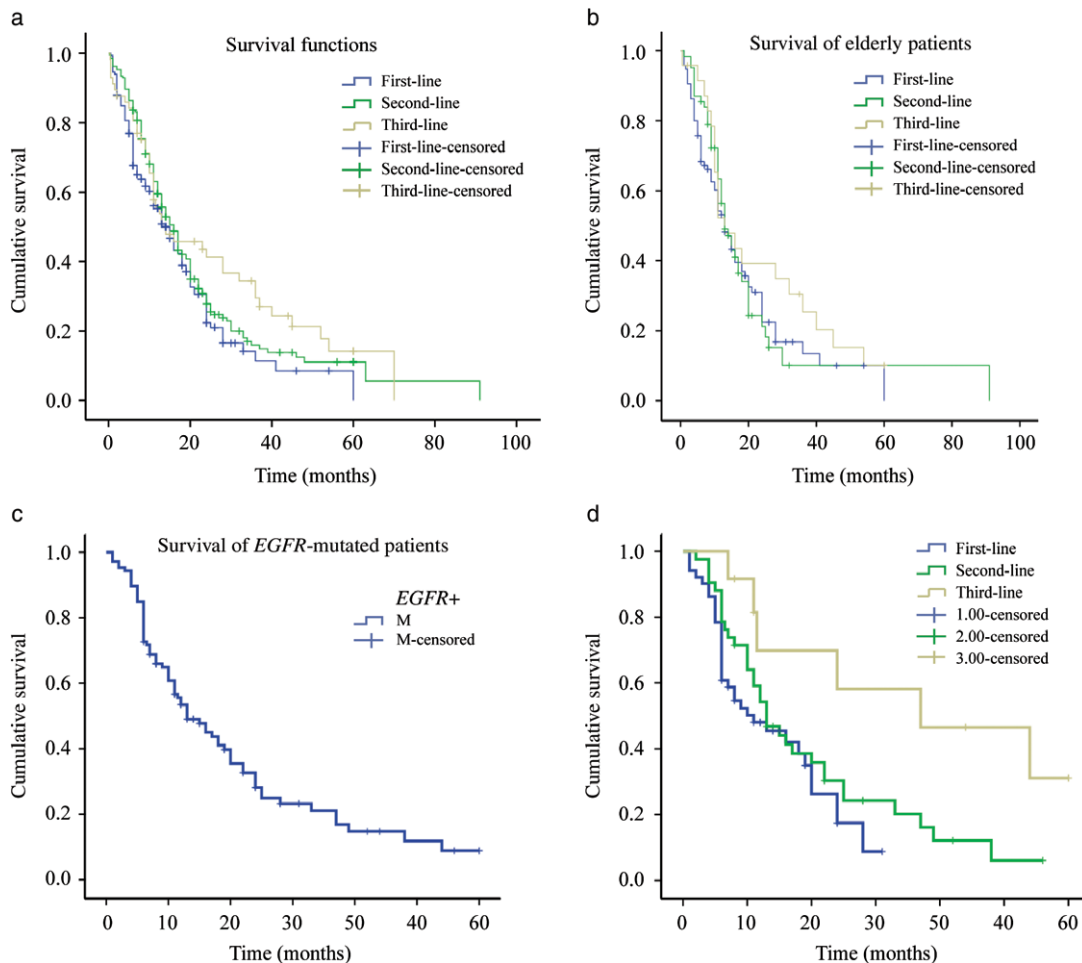 a
Survival functions
First-line
Second-line
Third-line
First-line-censored
Second-line-censored
Third-line-censored
Cumulative survival
1.0
0.8
0.6
0.4
0.2
0.0
0 20 40 60 80 100
Time (months)
b
Survival of elderly patients
First-line
Second-line
Third-line
First-line-censored
Second-line-censored
Third-line-censored
Cumulative survival
1.0
0.8
0.6
0.4
0.2
0.0
0 20 40 60 80 100
Time (months)
c
Survival of EGFR-mutated patients
EGFR+
M
M-censored
Cumulative survival
1.0
0.8
0.6
0.4
0.2
0.0
0 10 20 30 50 50 60
Time (months)
d
First-line
Second-line
Third-line
1.00-censored
2.00-censored
3.00-censored
Cumulative survival
1.0
0.8
0.6
0.4
0.2
0.0
0 10 20 30 50 50 60
Time (months)